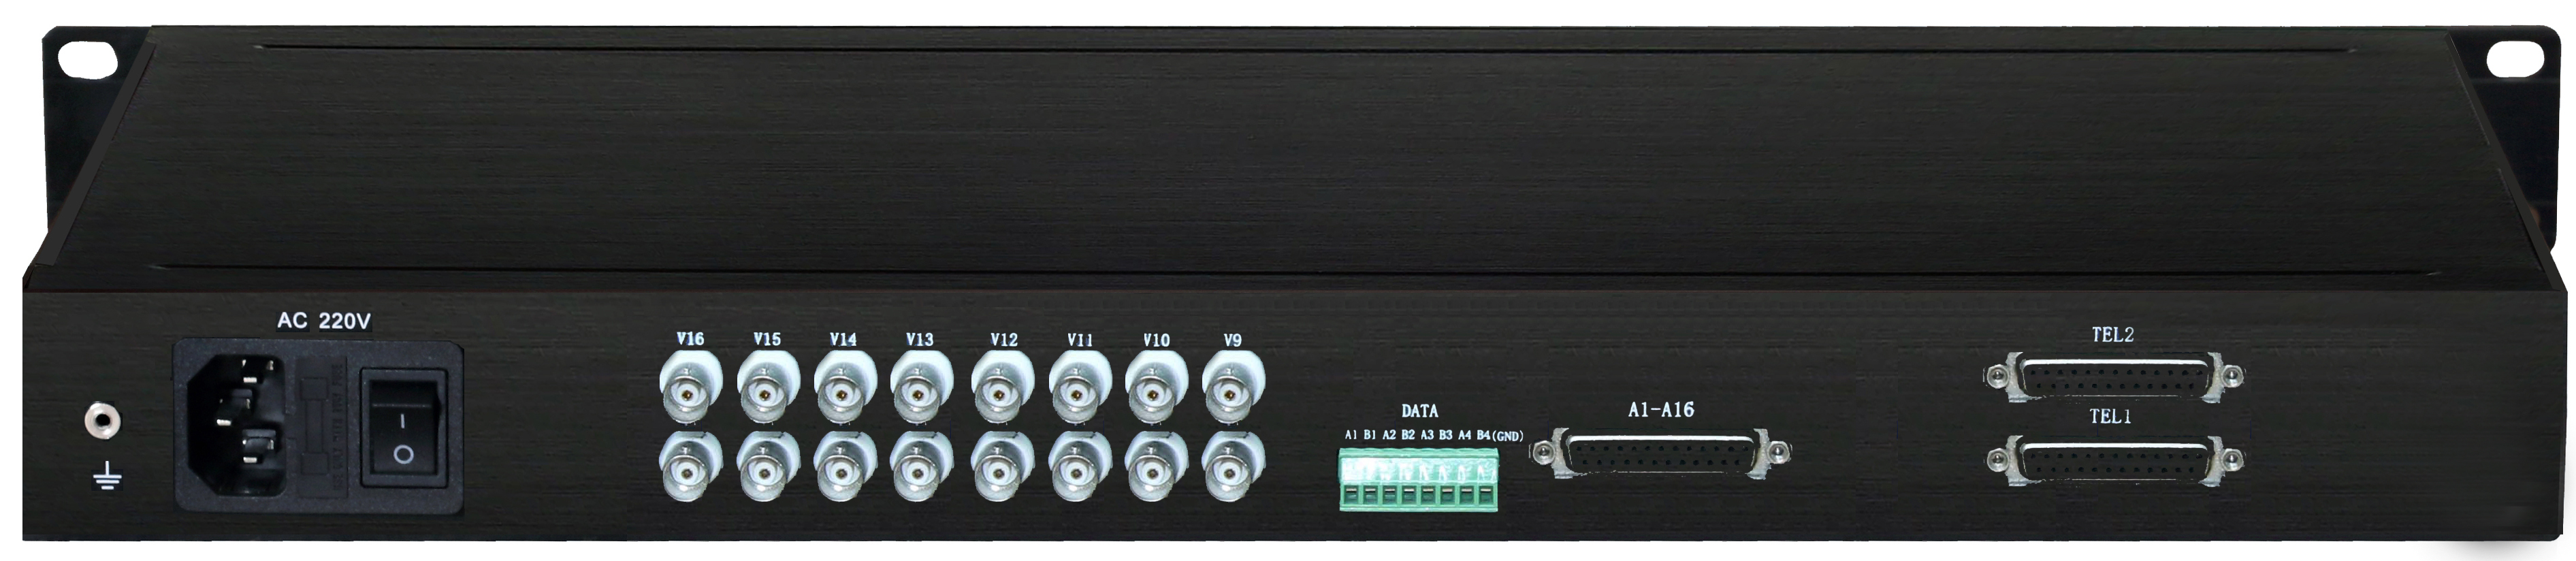 AC 220V
V16 V15 V14 V13 V12 V11 V10 V9
DATA
A1 B1 A2 B2 A3 B3 A4 B4(GND)
A1-A16
TEL2
TEL1